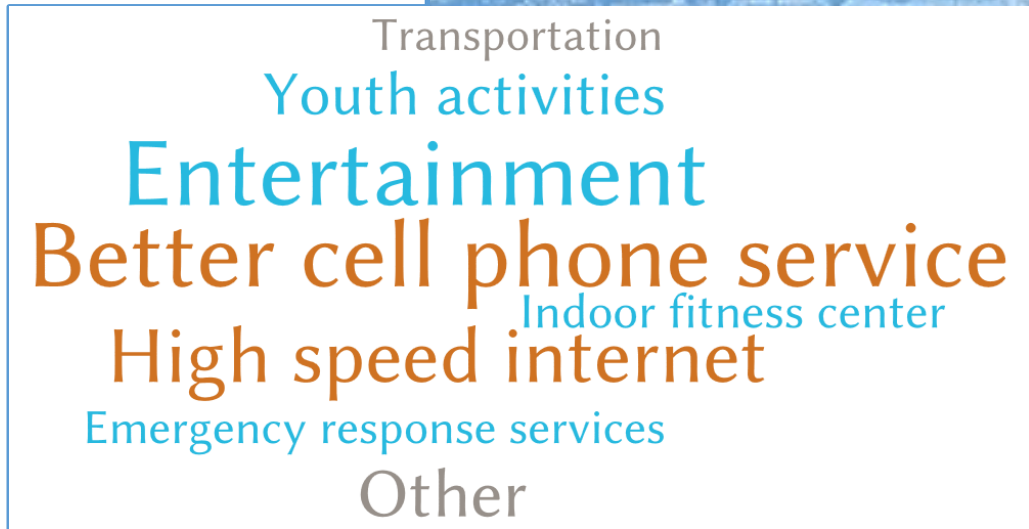 Transportation
Youth activities
Entertainment
Better cell phone service
Indoor fitness center
High speed internet
Emergency response services
Other